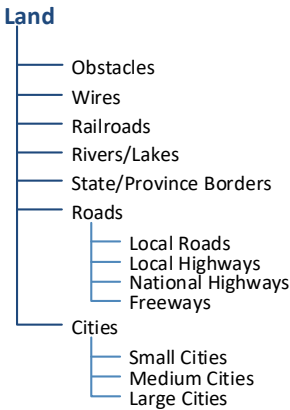 Land
Obstacles
Wires
Railroads
Rivers/Lakes
State/Province Borders
Roads
Local Roads
Local Highways
National Highways
Freeways
Cities
Small Cities
Medium Cities
Large Cities